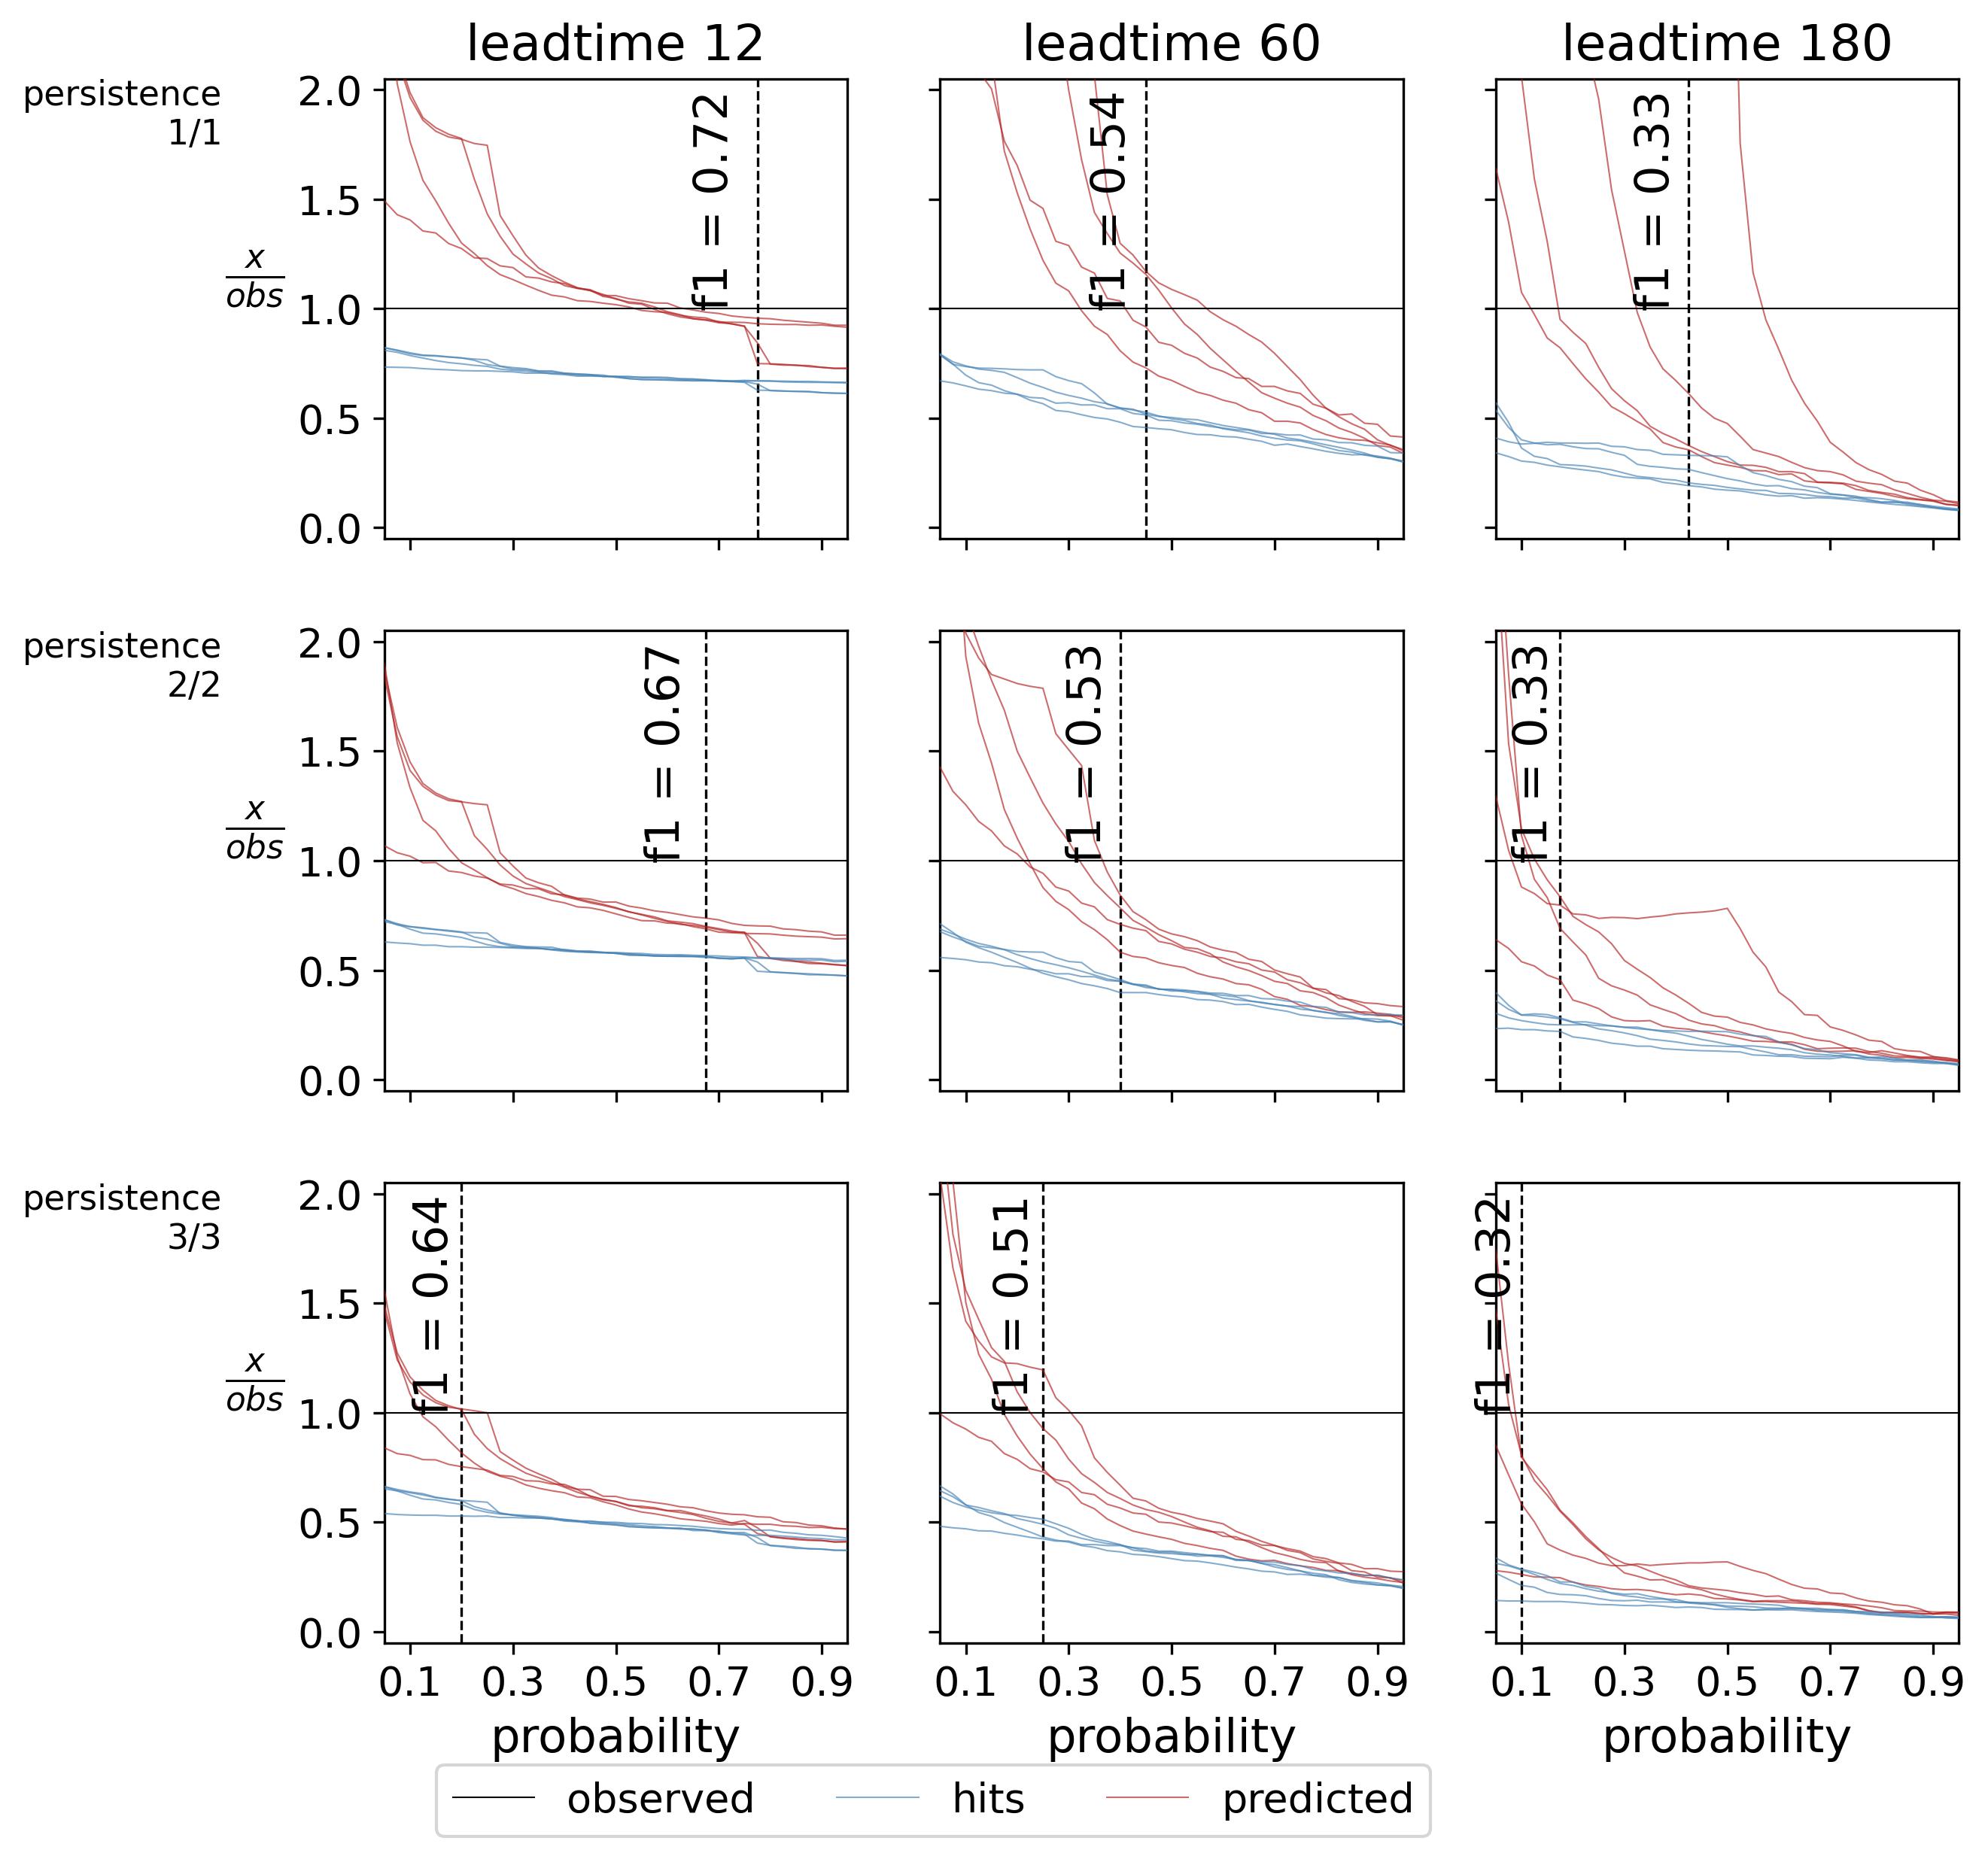 leadtime 12 leadtime 60 leadtime 180
persistence
1/1
2.0
1.5
1.0
0.5
0.0
x
obs
f1 = 0.72
f1 = 0.54
f1 = 0.33
persistence
2/2
2.0
1.5
1.0
0.5
0.0
x
obs
f1 = 0.67
f1 = 0.53
f1 = 0.33
persistence
3/3
2.0
1.5
1.0
0.5
0.0
x
obs
f1 = 0.64
f1 = 0.51
f1 = 0.32
0.1 0.3 0.5 0.7 0.9 0.1 0.3 0.5 0.7 0.9 0.1 0.3 0.5 0.7 0.9
probability probability probability
observed hits predicted